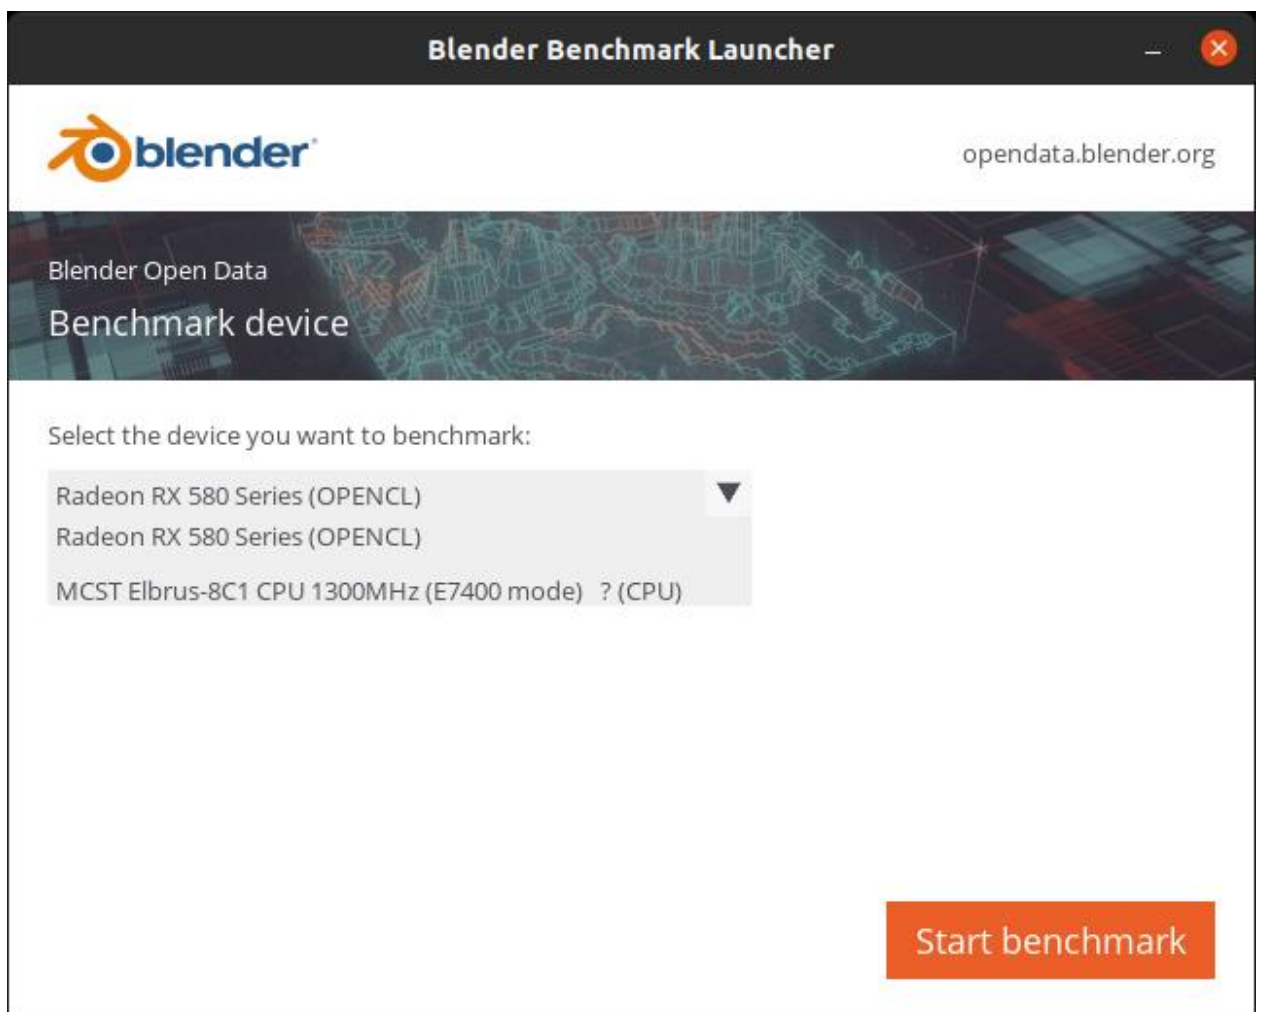 Blender Benchmark Launcher
blender
opendata.blender.org
Blender Open Data
Benchmark device
Select the device you want to benchmark:
Radeon RX 580 Series (OPENCL)
Radeon RX 580 Series (OPENCL)
MCST Elbrus-8C1 CPU 1300MHz (E7400 mode)   ? (CPU)
Start benchmark